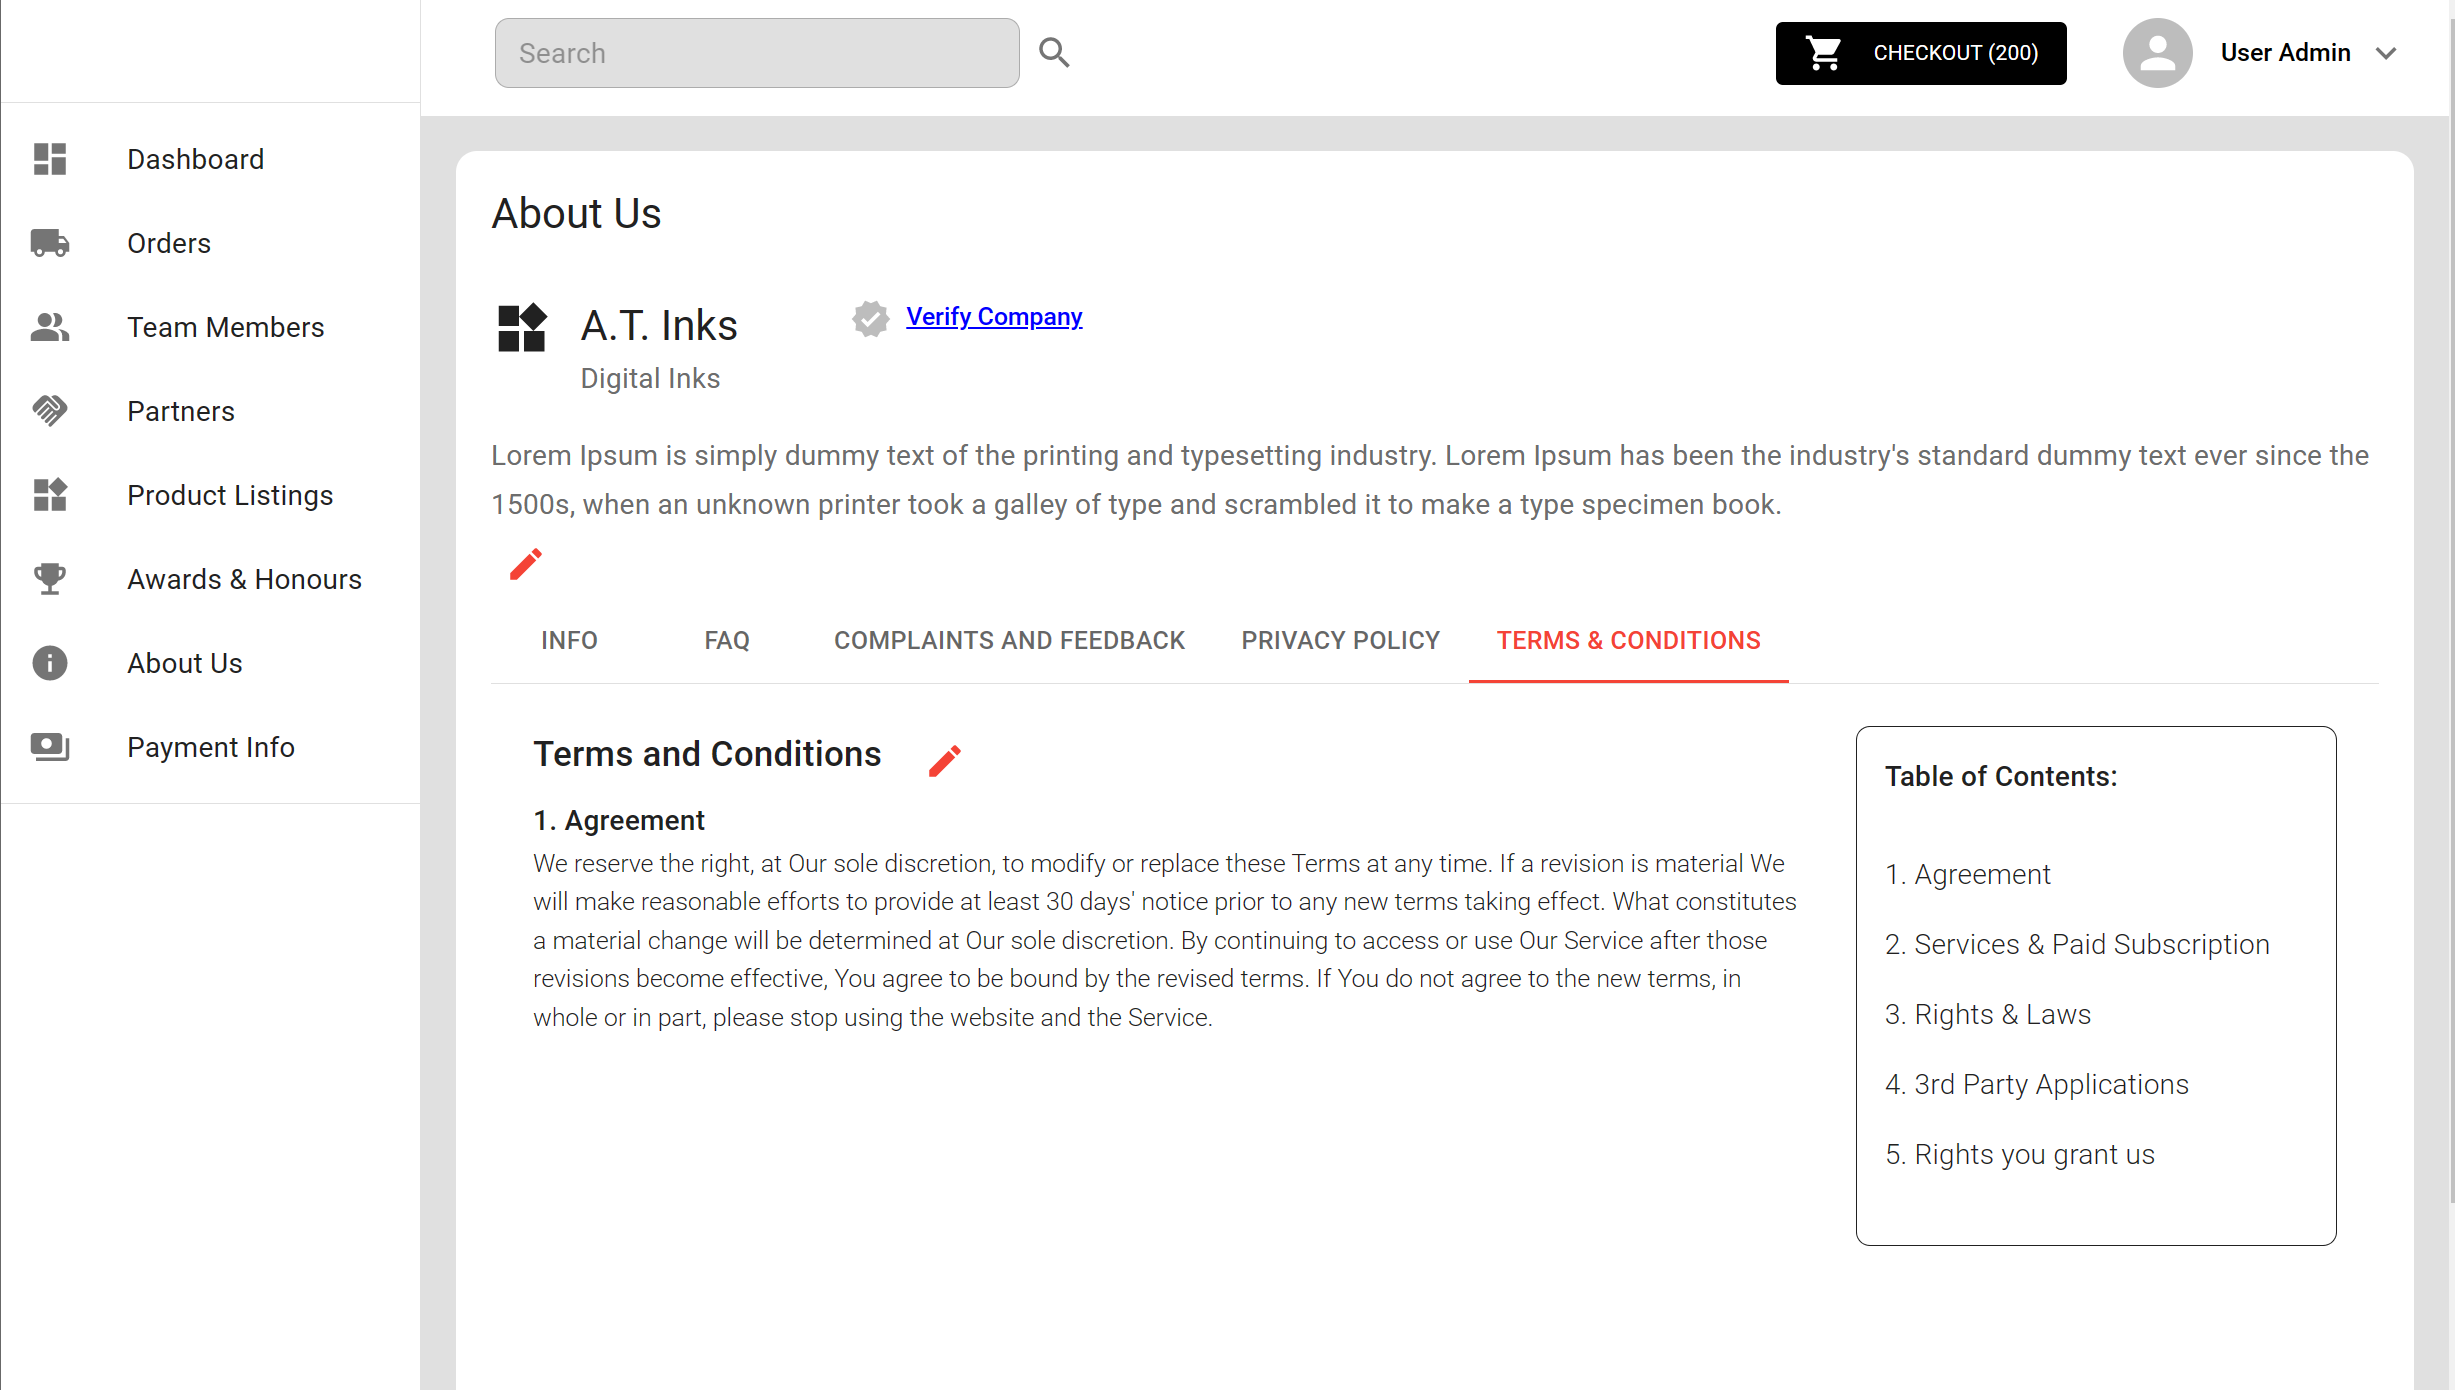 Search
CHECKOUT (200)
User Admin
Dashboard
Orders
Team Members
Partners
Product Listings
Awards & Honours
About Us
Payment Info
About Us
A.T. Inks
Verify Company
Digital Inks
Lorem Ipsum is simply dummy text of the printing and typesetting industry. Lorem Ipsum has been the industry's standard dummy text ever since the
1500s, when an unknown printer took a galley of type and scrambled it to make a type specimen book.
INFO
FAQ
COMPLAINTS AND FEEDBACK
PRIVACY POLICY
TERMS & CONDITIONS
Terms and Conditions
1. Agreement
We reserve the right, at Our sole discretion, to modify or replace these Terms at any time. If a revision is material We
will make reasonable efforts to provide at least 30 days' notice prior to any new terms taking effect. What constitutes
a material change will be determined at Our sole discretion. By continuing to access or use Our Service after those
revisions become effective, You agree to be bound by the revised terms. If You do not agree to the new terms, in
whole or in part, please stop using the website and the Service.
Table of Contents:
1. Agreement
2. Services & Paid Subscription
3. Rights & Laws
4. 3rd Party Applications
5. Rights you grant us